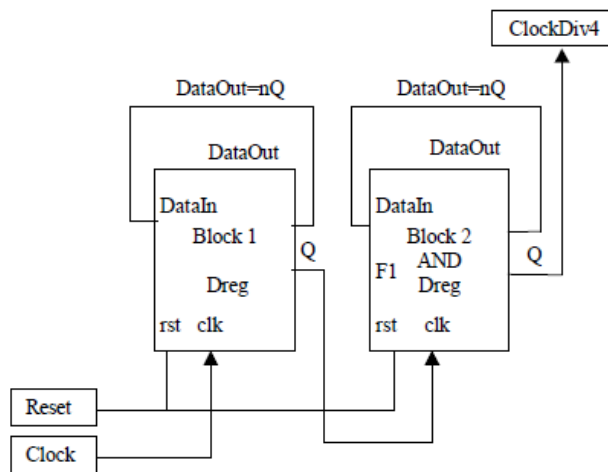 ClockDiv4
DataOut=nQ
DataOut=nQ
DataOut
DataOut
DataIn
Block 1
Q
Dreg
rst clk
DataIn
Block 2
F1 AND
Q
Dreg
rst clk
Reset
Clock